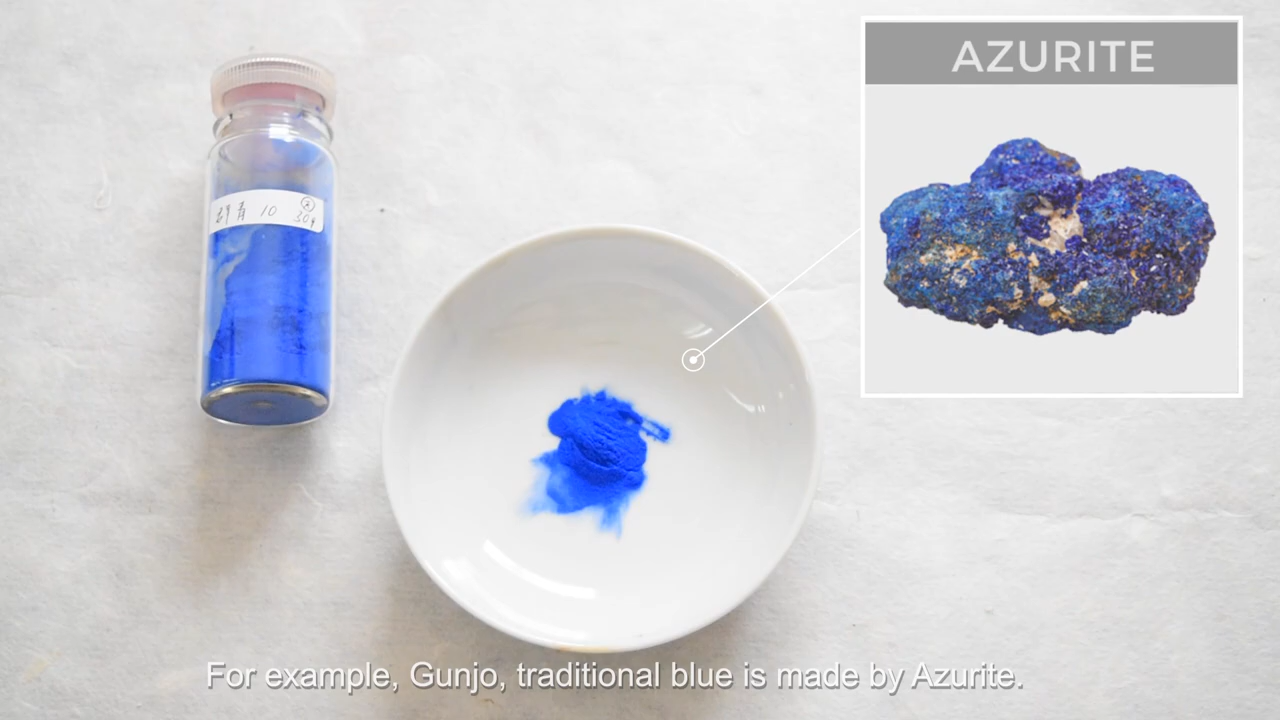 AZURITE
群青 10 30g
For example, Gunjo, traditional blue is made by Azurite.